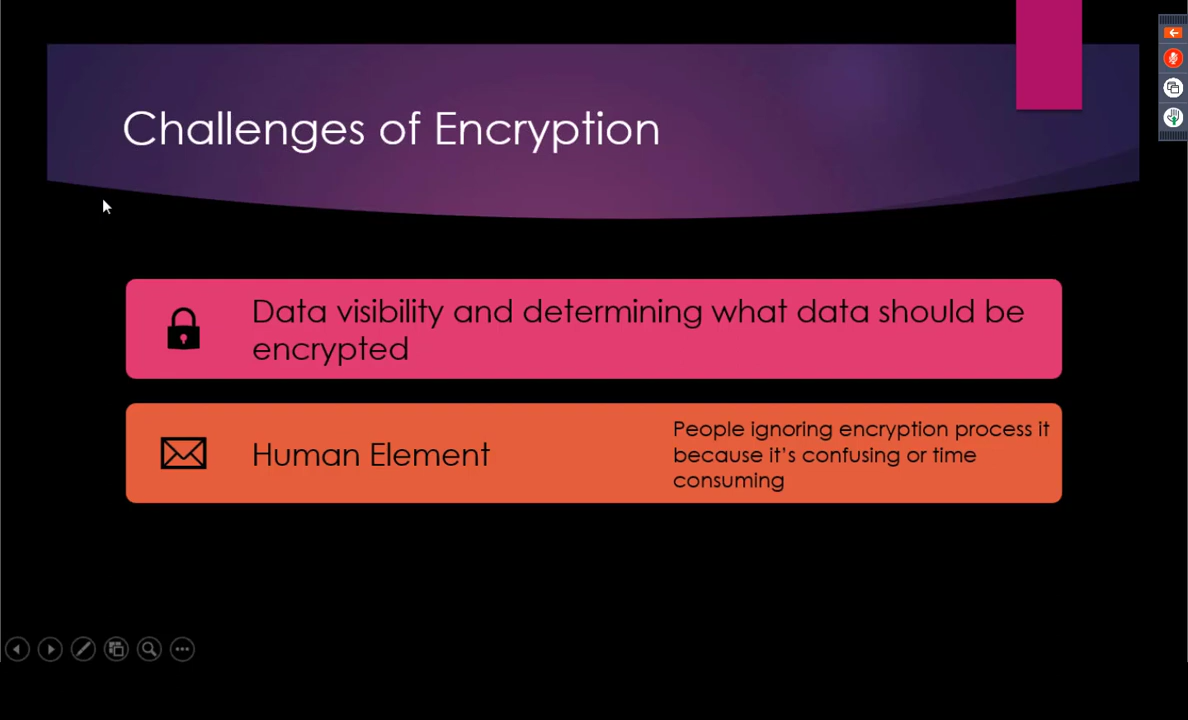 Challenges of Encryption
Data visibility and determining what data should be
encrypted
Human Element
People ignoring encryption process it
because it's confusing or time
consuming